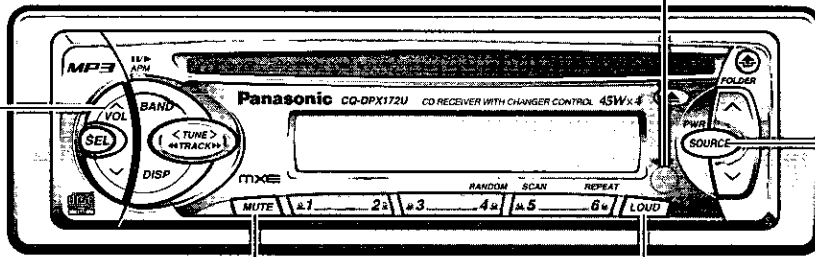 MP3
APM
FOLDER
Panasonic CQ-DPX172U CD RECEIVER WITH CHANGER CONTROL 45W×4
VOL BAND
SEL
< TUNE >
TRACK
DISP
PWR
SOURCE
MXE
RANDOM SCAN REPEAT
MUTE 1 2 3 4 5 6 LOUD